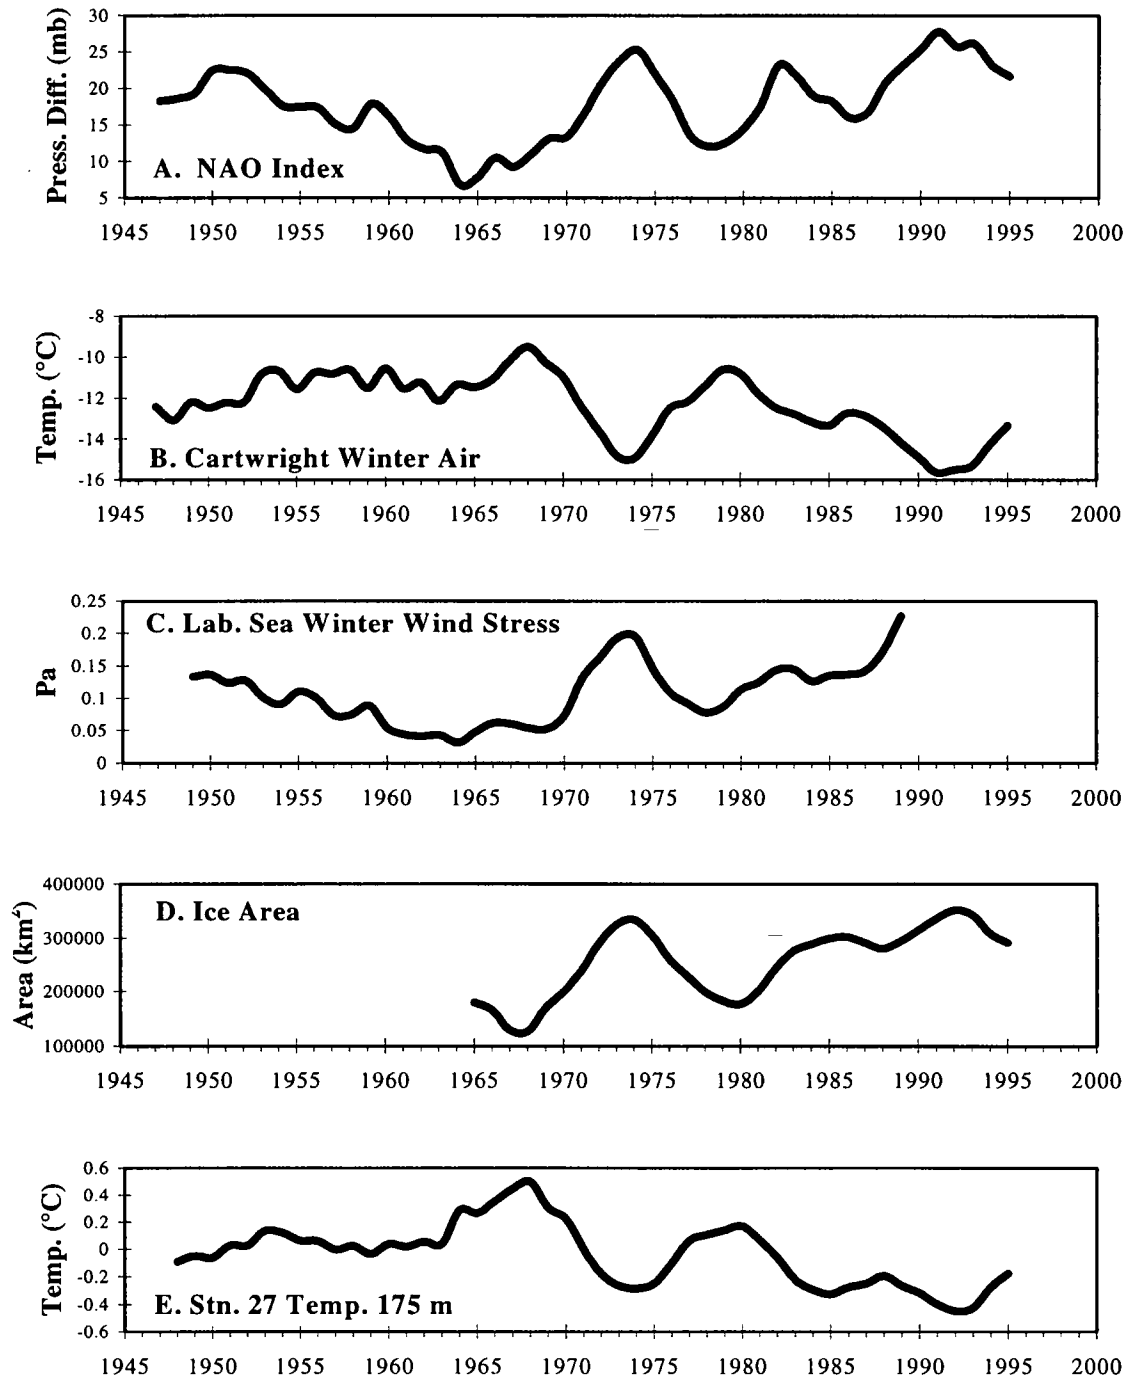 Press. Diff. (mb)
30
25
20
15
10
5
A. NAO Index
1945 1950 1955 1960 1965 1970 1975 1980 1985 1990 1995 2000
Temp. (°C)
-8
-10
-12
-14
-16
B. Cartwright Winter Air
1945 1950 1955 1960 1965 1970 1975 1980 1985 1990 1995 2000
Pa
0.25
0.2
0.15
0.1
0.05
0
C. Lab. Sea Winter Wind Stress
1945 1950 1955 1960 1965 1970 1975 1980 1985 1990 1995 2000
Area (km²)
400000
300000
200000
100000
D. Ice Area
1945 1950 1955 1960 1965 1970 1975 1980 1985 1990 1995 2000
Temp. (°C)
0.6
0.4
0.2
0
-0.2
-0.4
-0.6
E. Stn. 27 Temp. 175 m
1945 1950 1955 1960 1965 1970 1975 1980 1985 1990 1995 2000